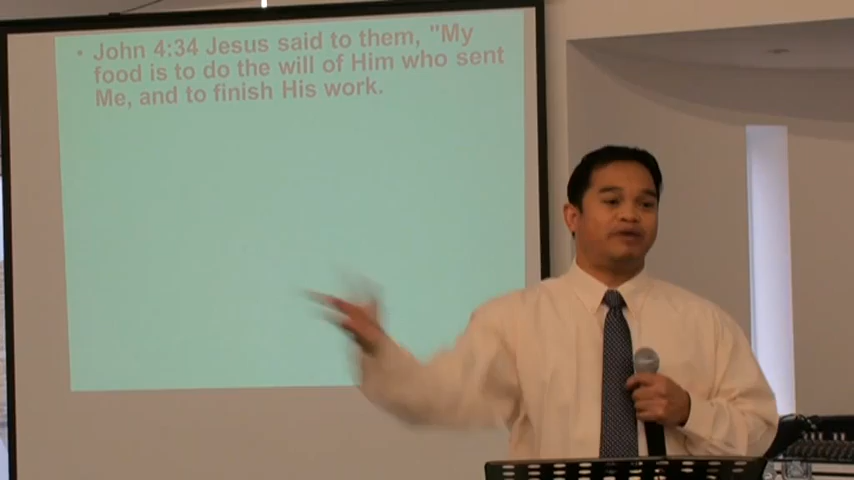 • John 4:34 Jesus said to them, "My
food is to do the will of Him who sent
Me, and to finish His work.